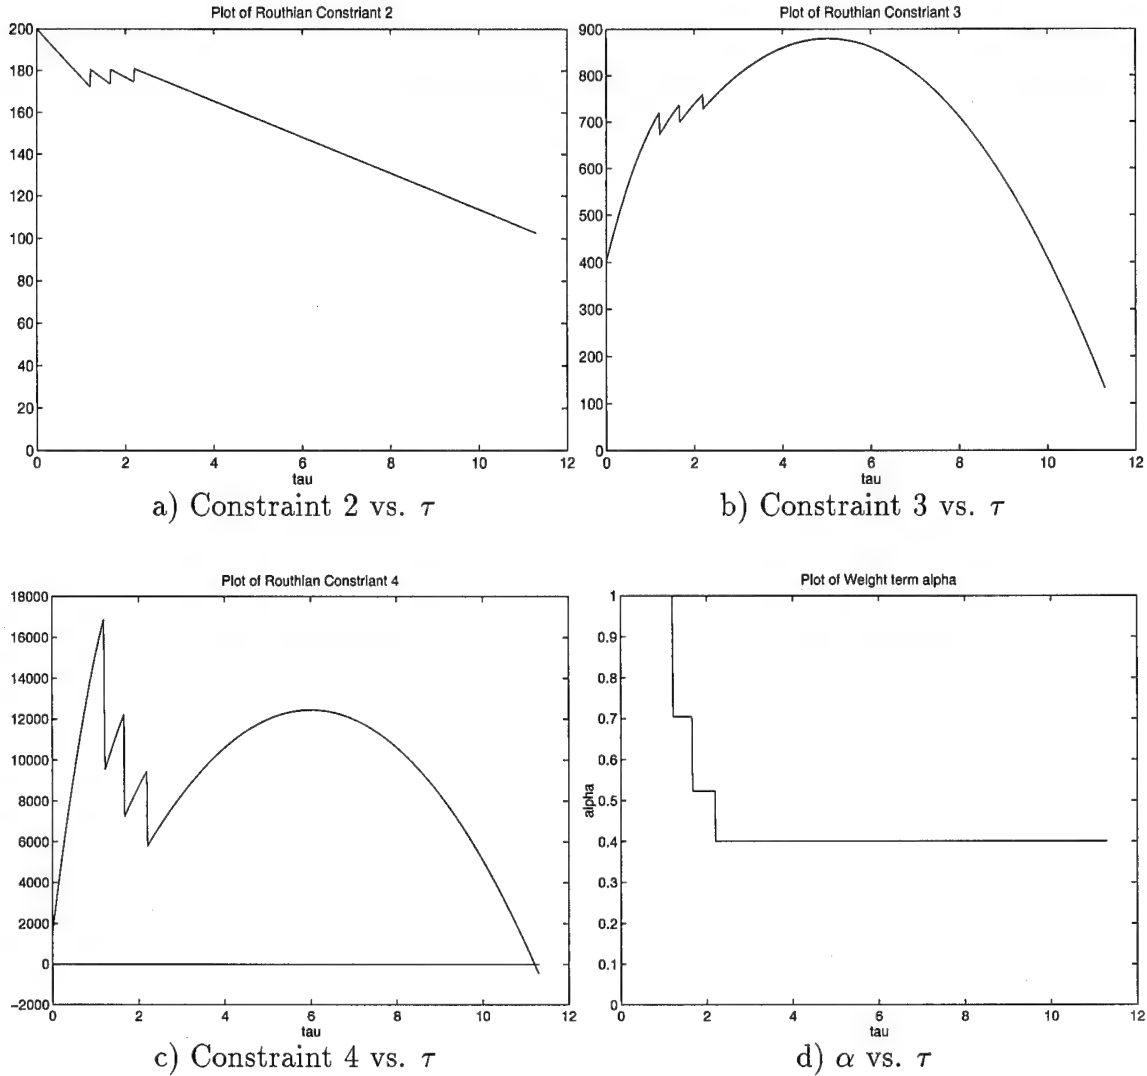 Plot of Routhian Constriant 2
200
180
160
140
120
100
80
60
40
20
0
0 2 4 6 8 10 12
tau
a) Constraint 2 vs. τ
Plot of Routhian Constriant 3
900
800
700
600
500
400
300
200
100
0
0 2 4 6 8 10 12
tau
b) Constraint 3 vs. τ
Plot of Routhian Constriant 4
18000
16000
14000
12000
10000
8000
6000
4000
2000
0
-2000
0 2 4 6 8 10 12
tau
c) Constraint 4 vs. τ
Plot of Weight term alpha
1
0.9
0.8
0.7
0.6
0.5
alpha
0.4
0.3
0.2
0.1
0
0 2 4 6 8 10 12
tau
d) α vs. τ